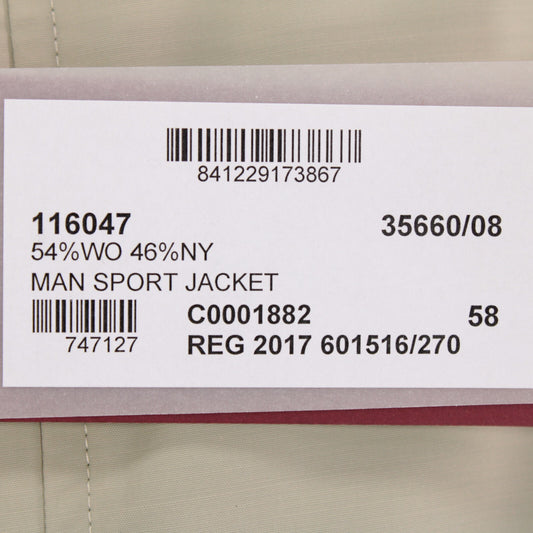 841229173867
116047 35660/08
54%WO 46%NY
MAN SPORT JACKET
C0001882 58
747127 REG 2017 601516/270